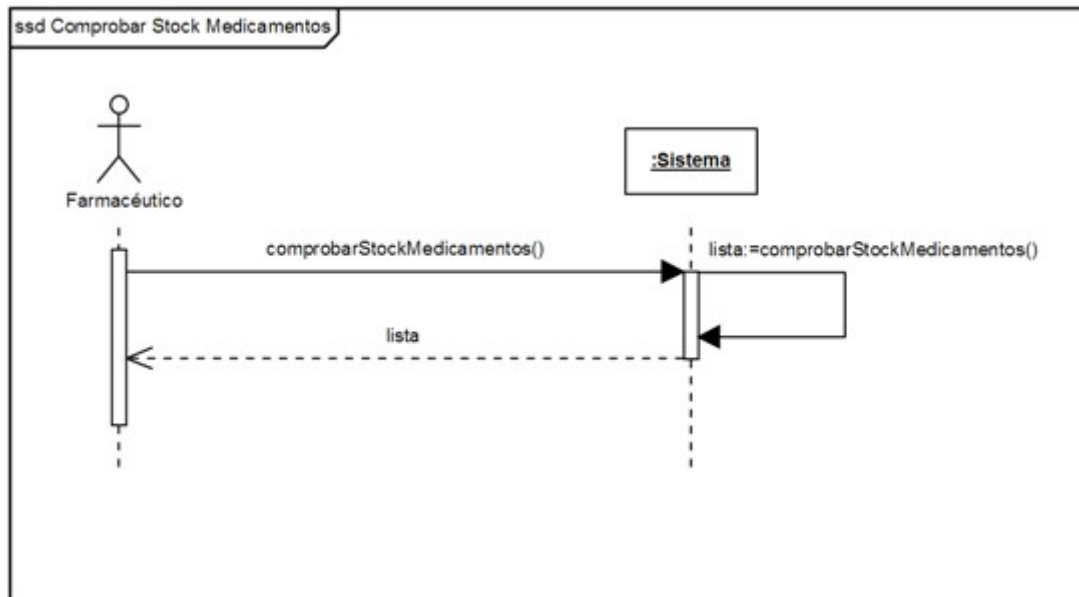 ssd Comprobar Stock Medicamentos
:Sistema
Farmacéutico
comprobarStockMedicamentos()
lista:=comprobarStockMedicamentos()
lista